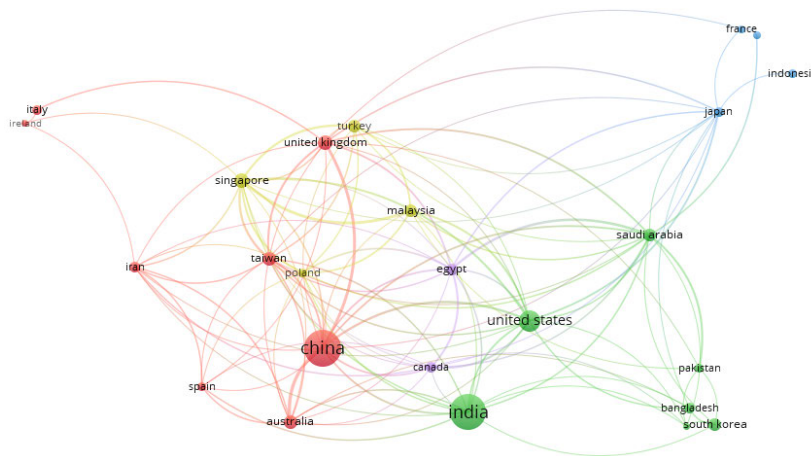 france
indonesi
italy
japan
ireland
turkey
united kingdom
singapore
malaysia
saudi arabia
taiwan
iran
egypt
poland
united states
china
canada
pakistan
spain
bangladesh
india
australia
south korea